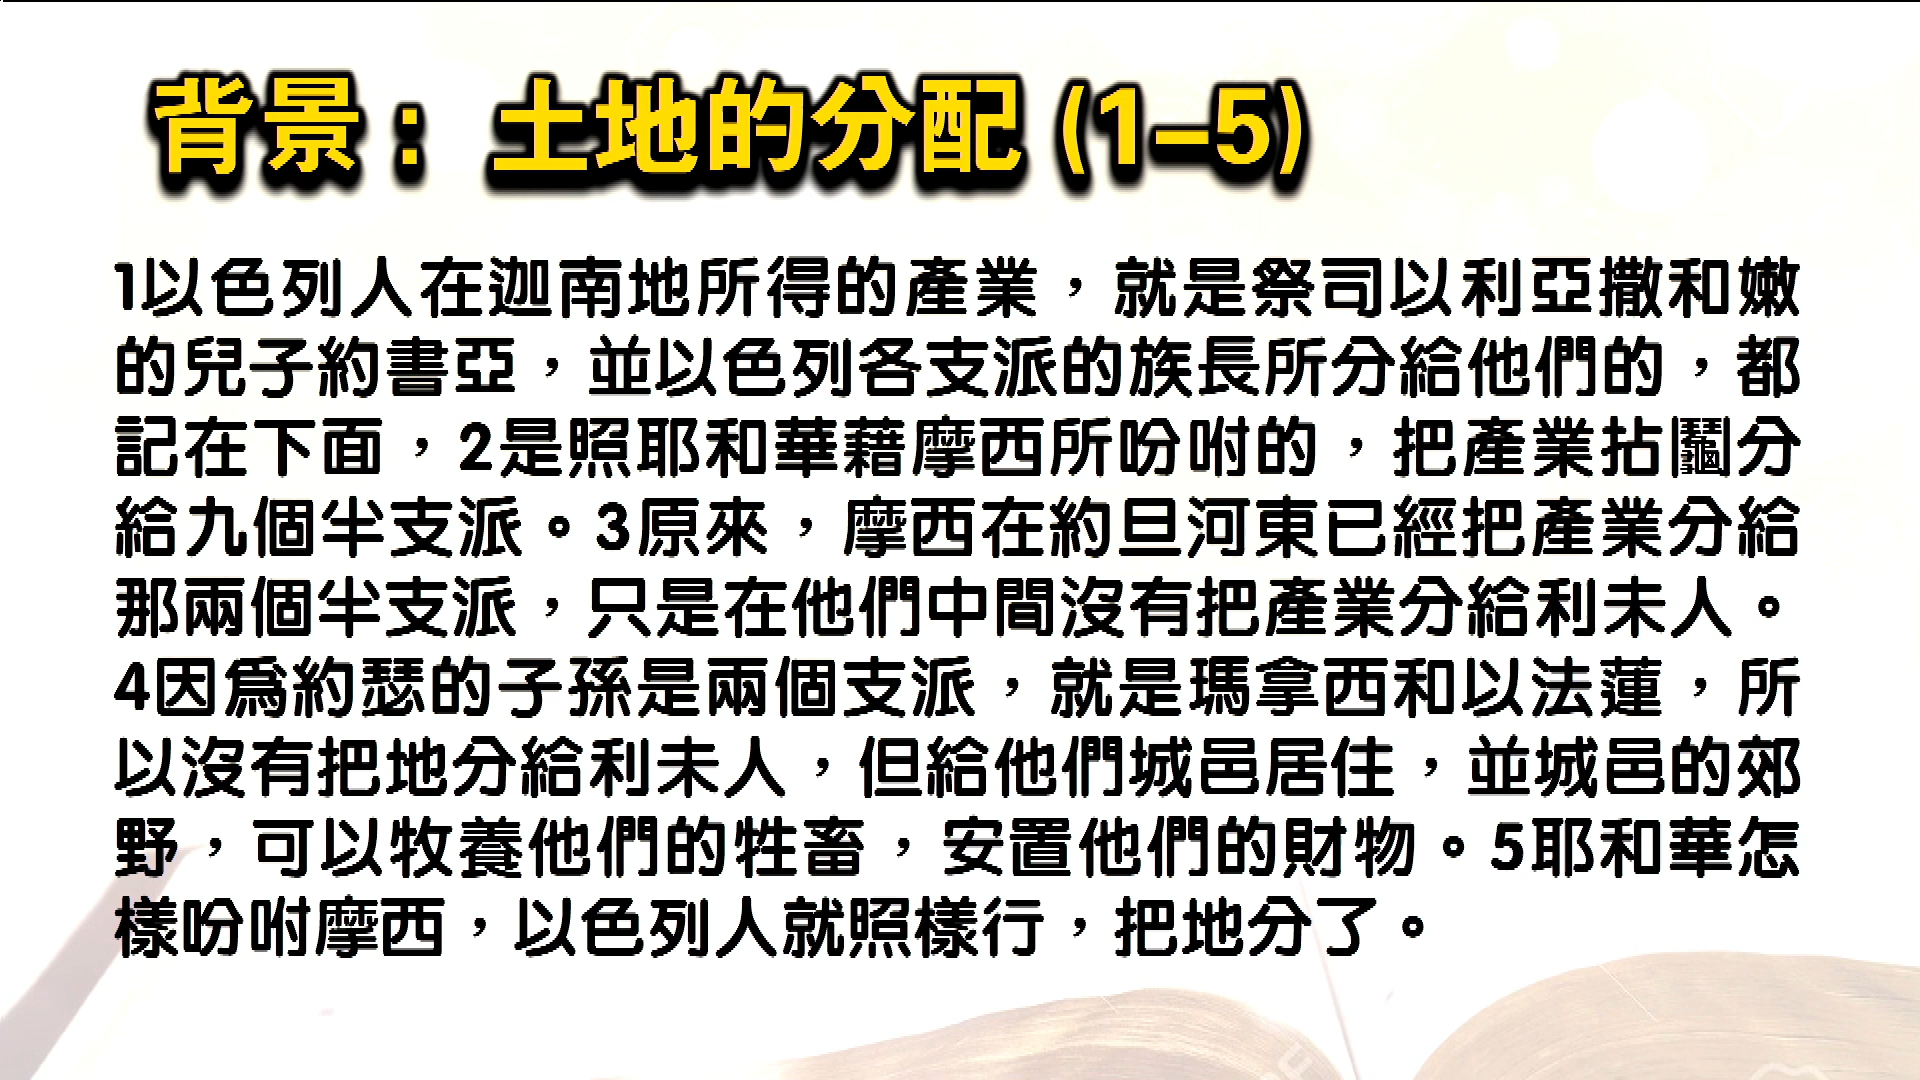 背景：土地的分配 (1–5)
1以色列人在迦南地所得的產業，就是祭司以利亞撒和嫩
的兒子約書亞，並以色列各支派的族長所分給他們的，都
記在下面，2是照耶和華藉摩西所吩咐的，把產業拈鬮分
給九個半支派。3原來，摩西在約旦河東已經把產業分給
那兩個半支派，只是在他們中間沒有把產業分給利未人。
4因為約瑟的子孫是兩個支派，就是瑪拿西和以法蓮，所
以沒有把地分給利未人，但給他們城邑居住，並城邑的郊
野，可以牧養他們的牲畜，安置他們的財物。5耶和華怎
樣吩咐摩西，以色列人就照樣行，把地分了。